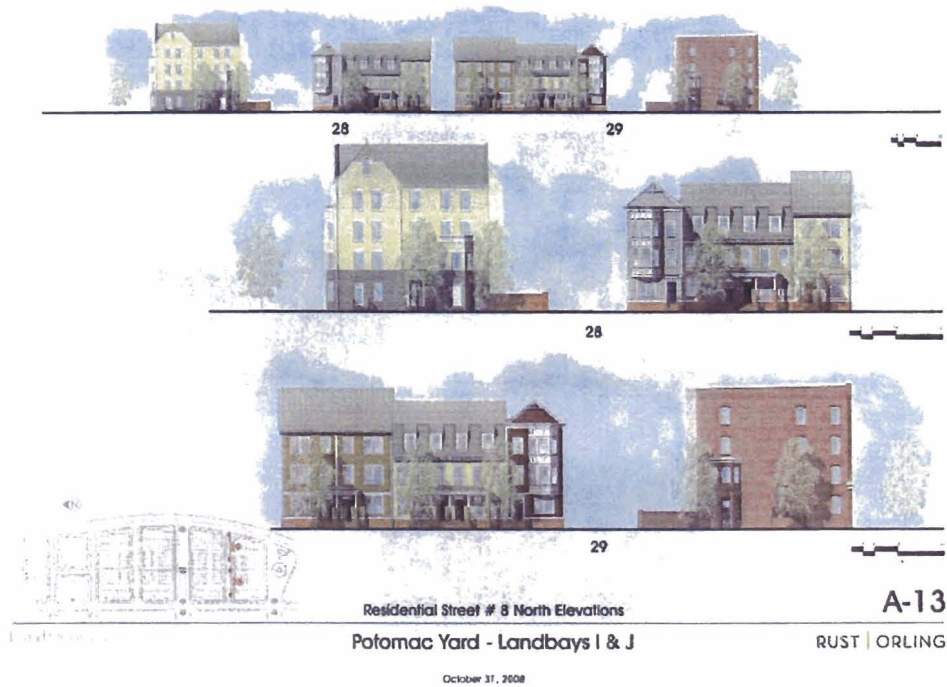 28
29
28
29
N
Residential Street # 8 North Elevations
A-13
Potomac Yard - Landbays I & J
RUST | ORLING
October 31, 2008